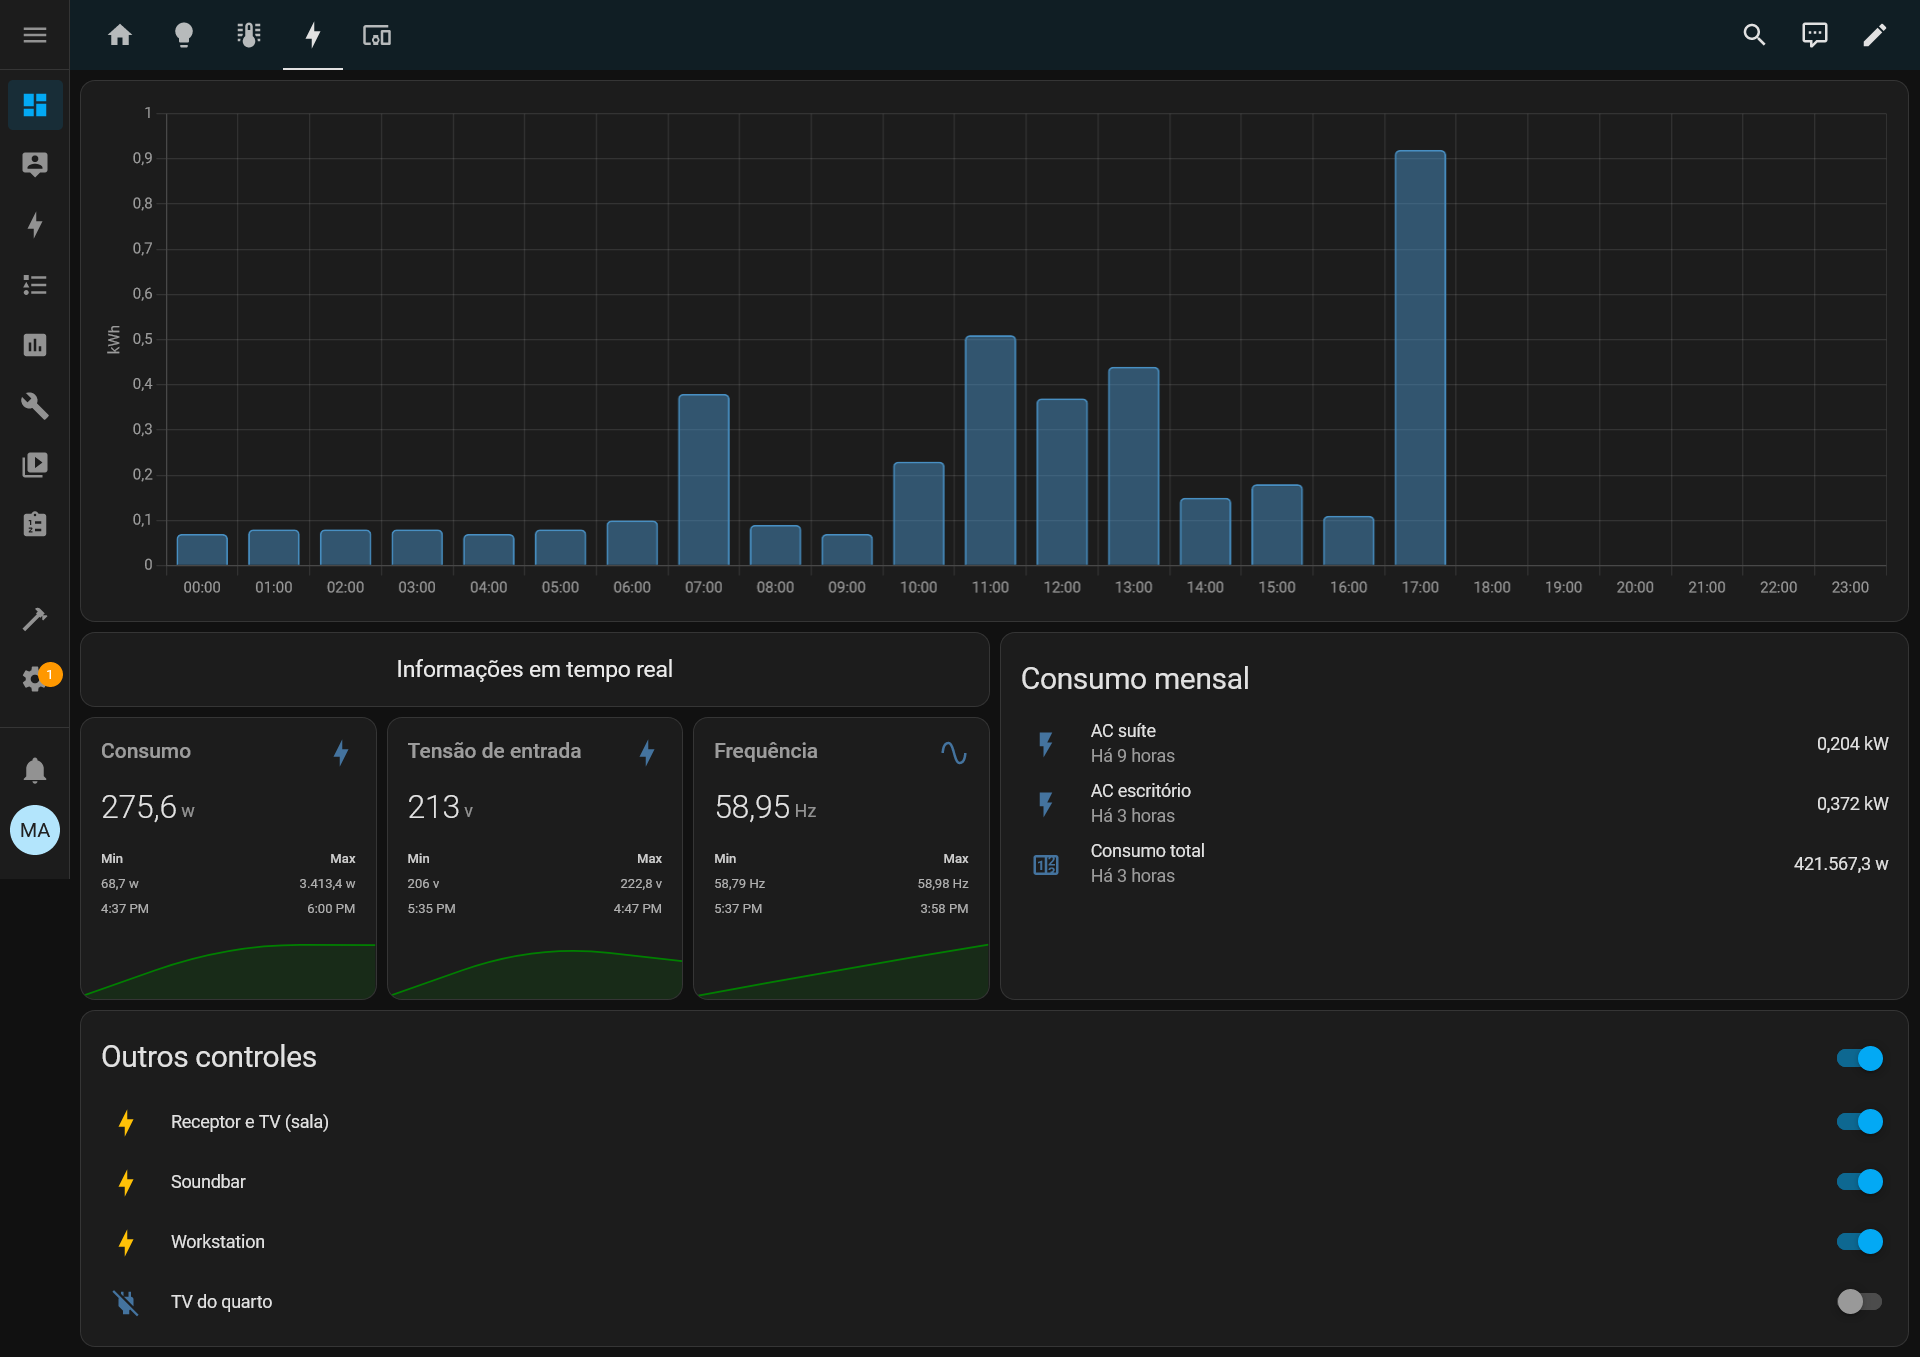 1
0,9
0,8
0,7
0,6
0,5
0,4
0,3
0,2
0,1
0
kWh
00:00 01:00 02:00 03:00 04:00 05:00 06:00 07:00 08:00 09:00 10:00 11:00 12:00 13:00 14:00 15:00 16:00 17:00 18:00 19:00 20:00 21:00 22:00 23:00
1
MA
Informações em tempo real
Consumo
275,6 w
Min Max
68,7 w 3.413,4 w
4:37 PM 6:00 PM
Tensão de entrada
213 v
Min Max
206 v 222,8 v
5:35 PM 4:47 PM
Frequência
58,95 Hz
Min Max
58,79 Hz 58,98 Hz
5:37 PM 3:58 PM
Consumo mensal
AC suíte
Há 9 horas
0,204 kW
AC escritório
Há 3 horas
0,372 kW
Consumo total
Há 3 horas
421.567,3 w
Outros controles
Receptor e TV (sala)
Soundbar
Workstation
TV do quarto